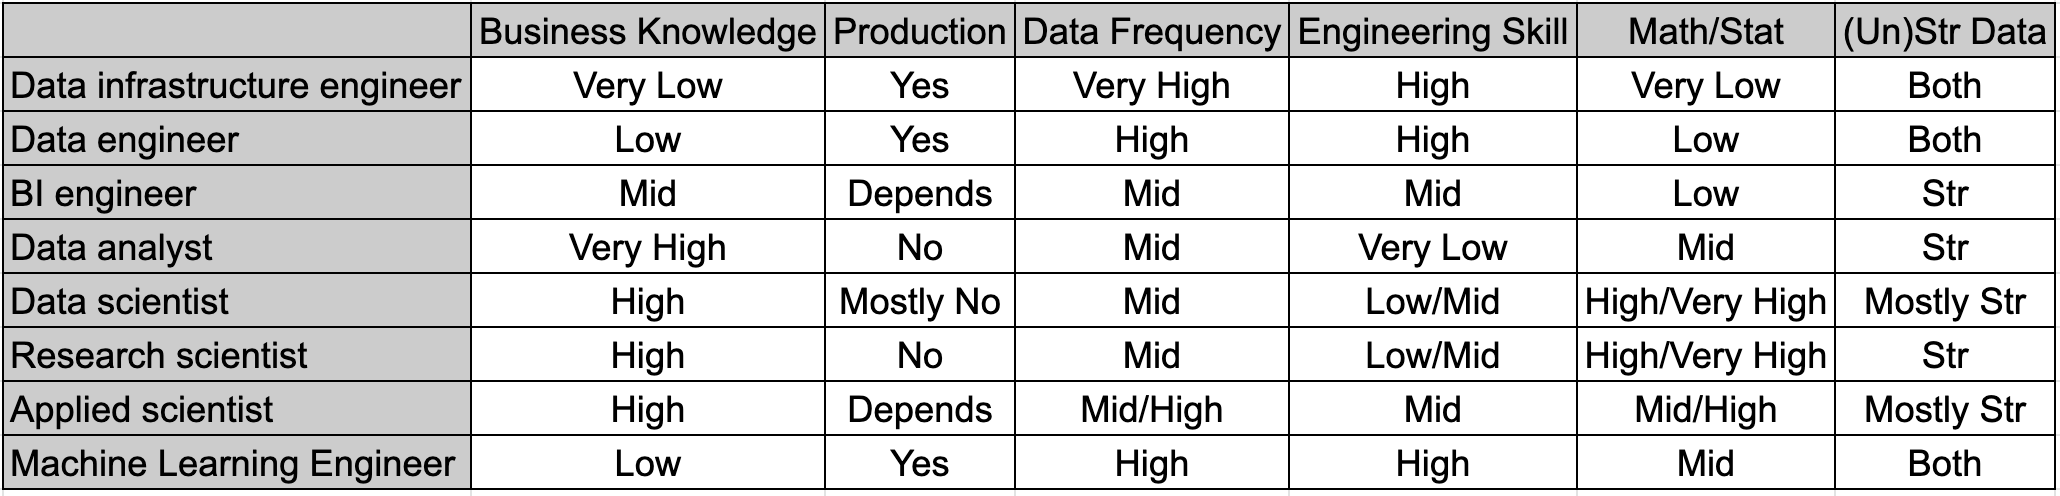 Business Knowledge Production Data Frequency Engineering Skill Math/Stat (Un)Str Data
Data infrastructure engineer Very Low Yes Very High High Very Low Both
Data engineer Low Yes High High Low Both
BI engineer Mid Depends Mid Mid Low Str
Data analyst Very High No Mid Very Low Mid Str
Data scientist High Mostly No Mid Low/Mid High/Very High Mostly Str
Research scientist High No Mid Low/Mid High/Very High Str
Applied scientist High Depends Mid/High Mid Mid/High Mostly Str
Machine Learning Engineer Low Yes High High Mid Both